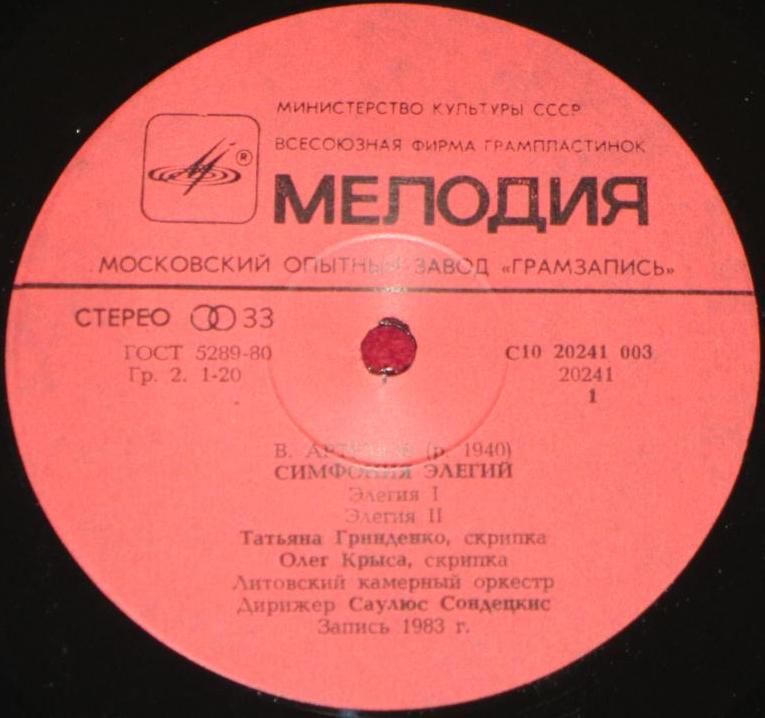 МИНИСТЕРСТВО КУЛЬТУРЫ СССР
ВСЕСОЮЗНАЯ ФИРМА ГРАМПЛАСТИНОК
®
МЕЛОДИЯ
МОСКОВСКИЙ ОПЫТНЫЙ ЗАВОД «ГРАМЗАПИСЬ»
СТЕРЕО 33
ГОСТ 5289-80
Гр. 2. 1-20
С10 20241 003
20241
1
В. (р. 1940)
СИМФОНИЯ ЭЛЕГИЙ
Элегия I
Элегия II
Татьяна Гринденко, скрипка
Олег Крыса, скрипка
Литовский камерный оркестр
Дирижер Саулюс Сондецкис
Запись 1983 г.